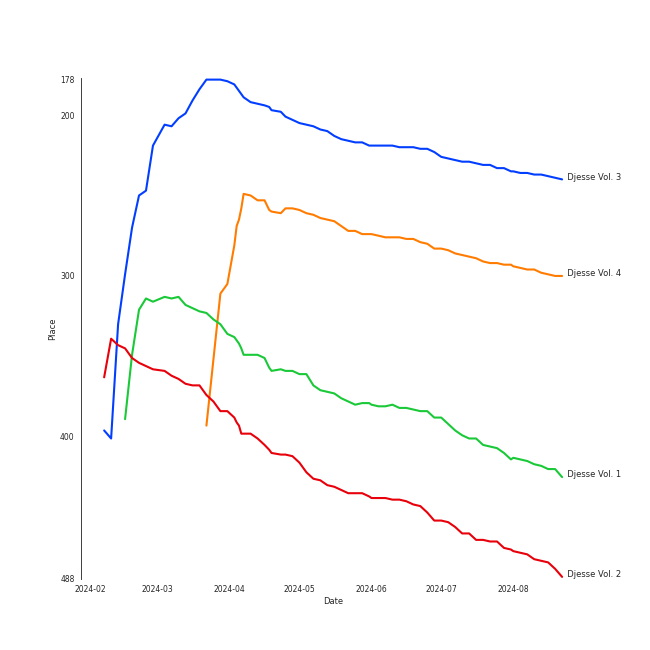 178
200
300
400
488
Place
2024-02
2024-03
2024-04
2024-05
2024-06
2024-07
2024-08
Date
Djesse Vol. 3
Djesse Vol. 4
Djesse Vol. 1
Djesse Vol. 2